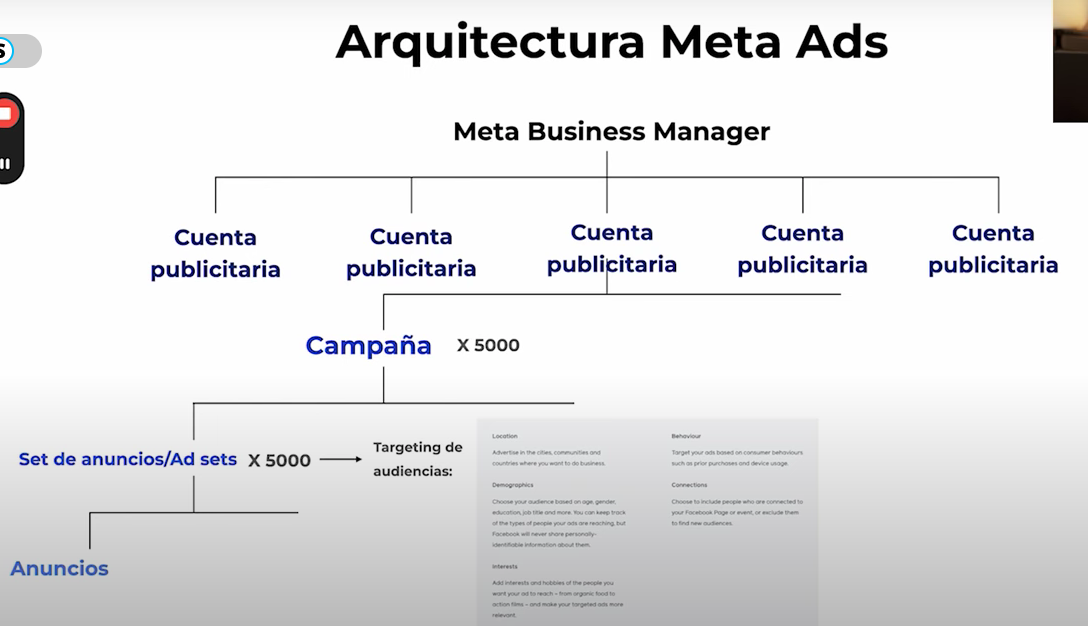 S
Arquitectura Meta Ads
Meta Business Manager
Cuenta
publicitaria
Cuenta
publicitaria
Cuenta
publicitaria
Cuenta
publicitaria
Cuenta
publicitaria
Campaña X 5000
Set de anuncios/Ad sets X 5000
Targeting de
audiencias:
Location
Advertise in the cities, communities and
countries where you want to do business.
Demographics
Choose your audience based on age, gender,
education, job title and more. You can keep track
of the types of people your ads are reaching, but
Facebook will never share personally-
identifiable information about them.
Interests
Add interests and hobbies of the people you
want your ad to reach – from organic food to
action films – and make your targeted ads more
relevant.
Behaviour
Target your ads based on consumer behaviours
such as prior purchases and device usage.
Connections
Choose to include people who are connected to
your Facebook Page or event, or exclude them
to find new audiences.
Anuncios